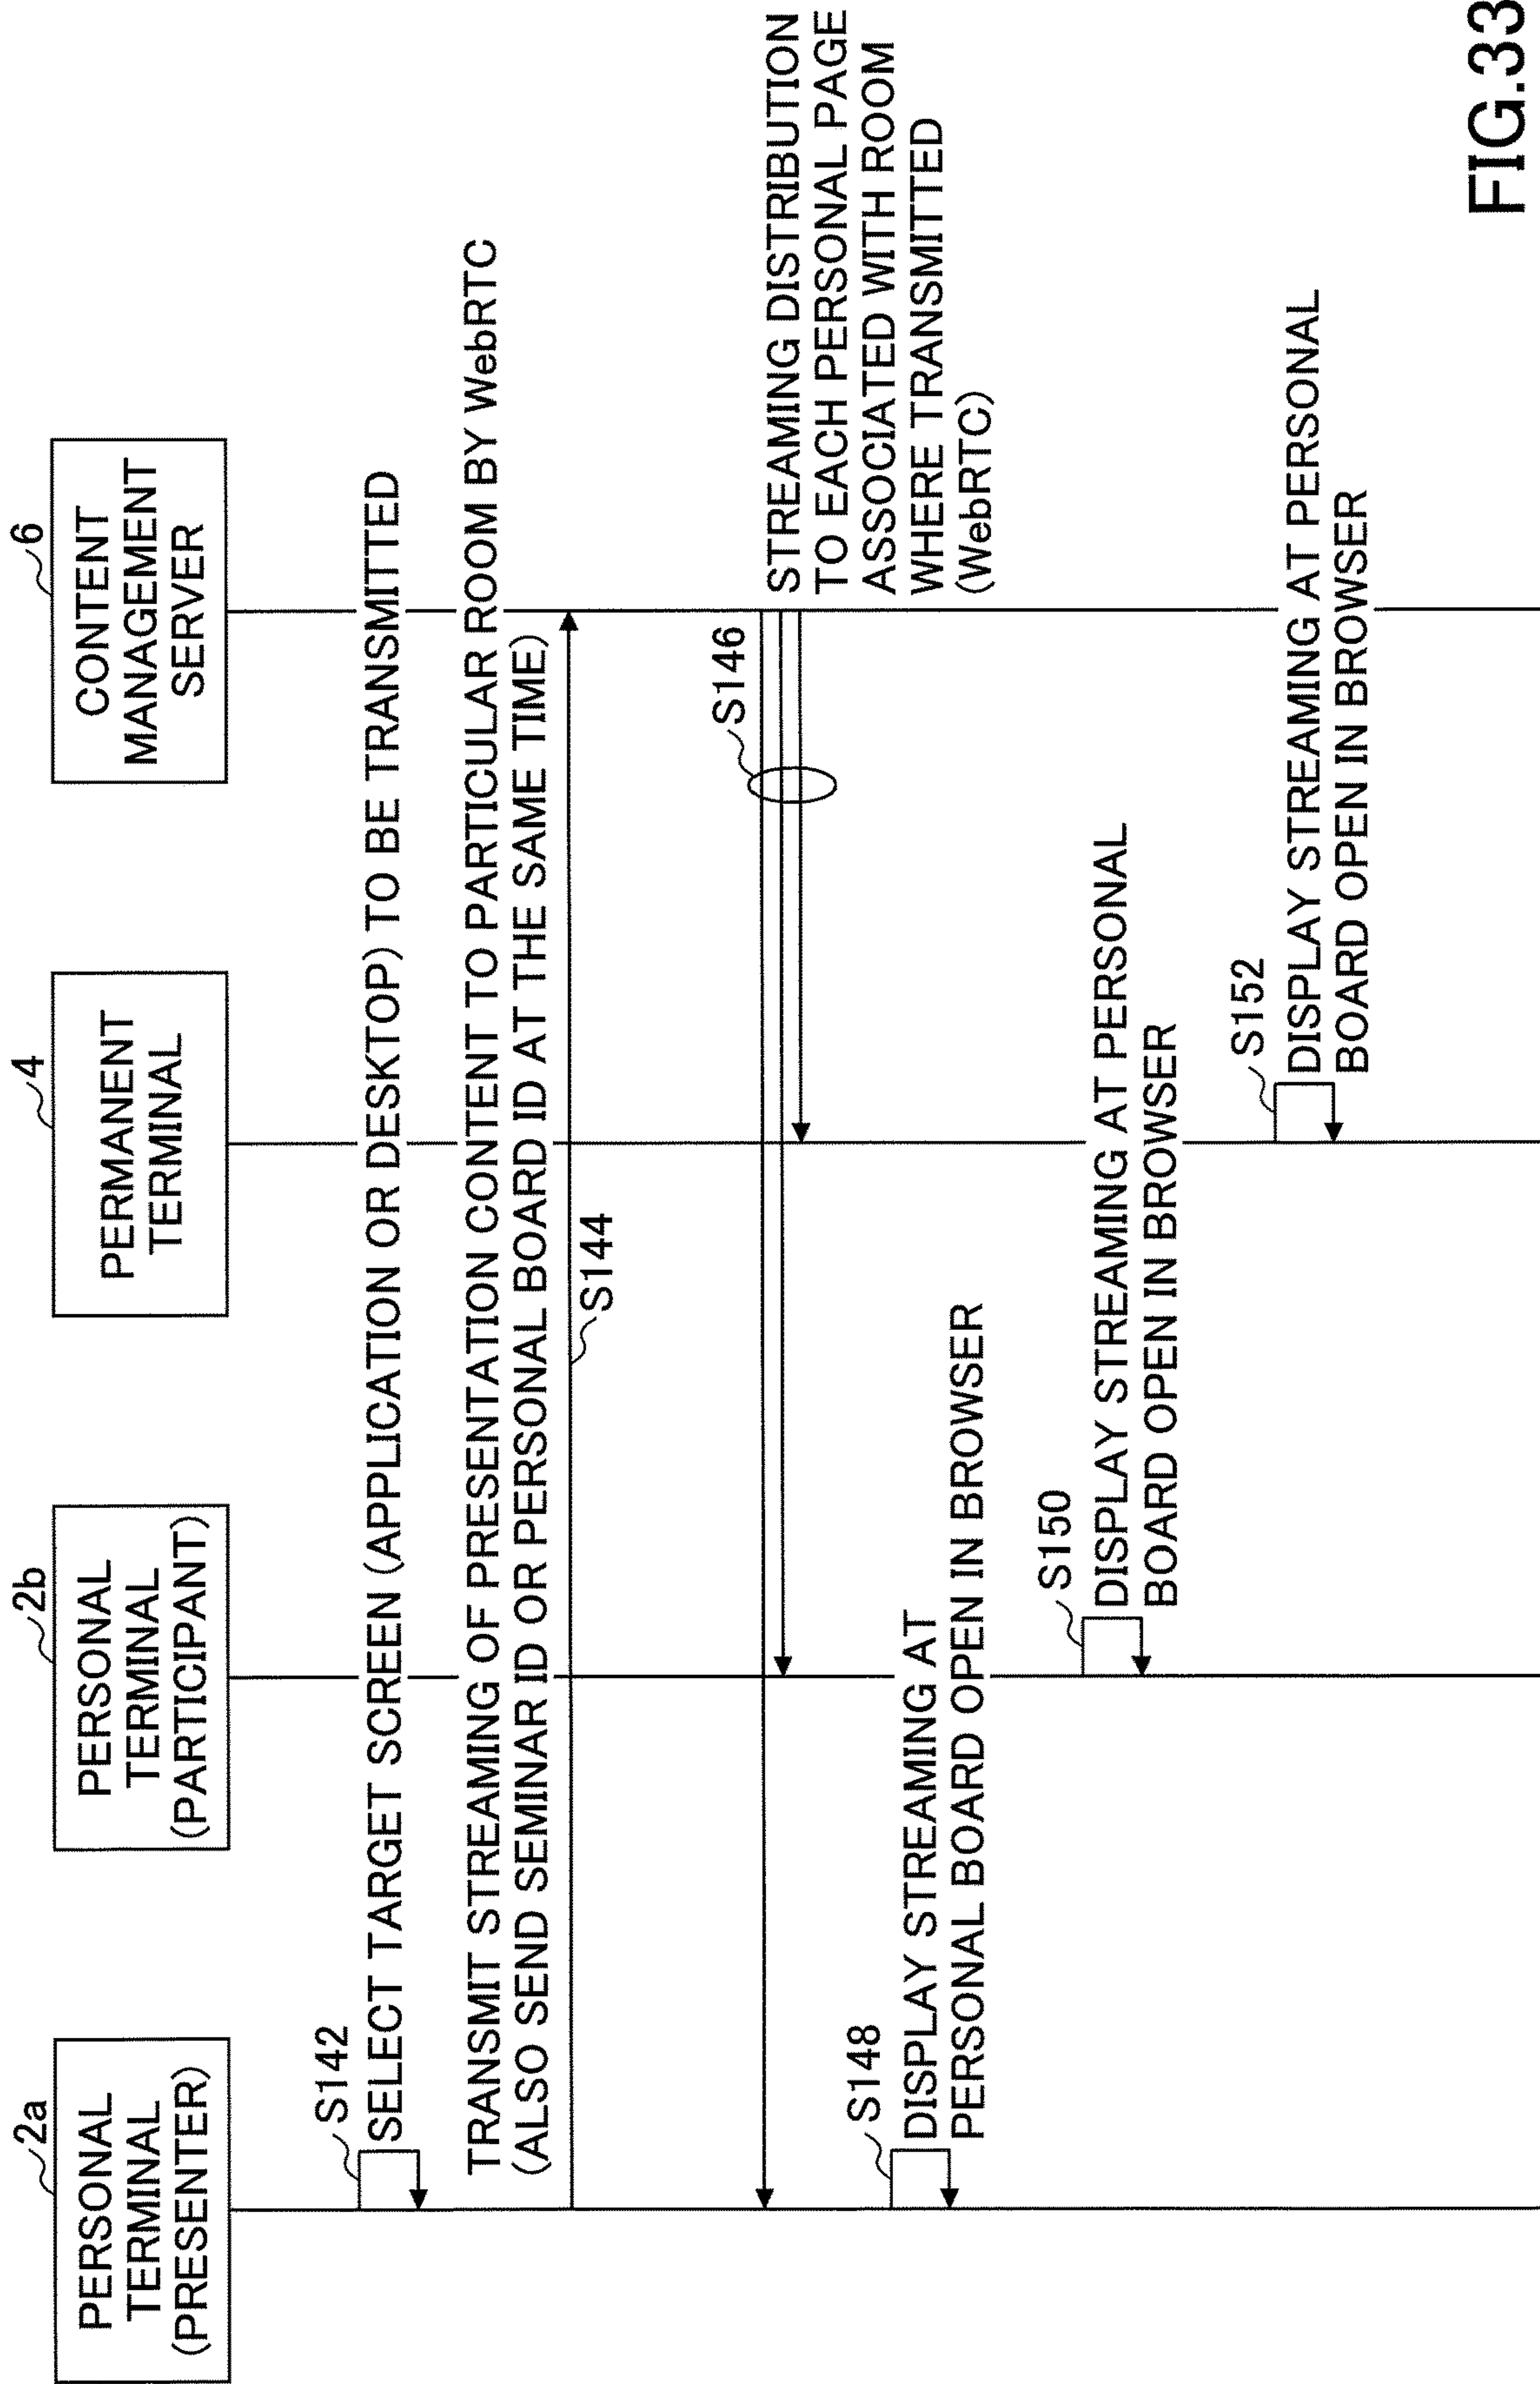 2a
PERSONAL
TERMINAL
(PRESENTER)
2b
PERSONAL
TERMINAL
(PARTICIPANT)
4
PERMANENT
TERMINAL
6
CONTENT
MANAGEMENT
SERVER
S142
SELECT TARGET SCREEN (APPLICATION OR DESKTOP) TO BE TRANSMITTED
TRANSMIT STREAMING OF PRESENTATION CONTENT TO PARTICULAR ROOM BY WebRTC
(ALSO SEND SEMINAR ID OR PERSONAL BOARD ID AT THE SAME TIME)
S144
S146
STREAMING DISTRIBUTION
TO EACH PERSONAL PAGE
ASSOCIATED WITH ROOM
WHERE TRANSMITTED
(WebRTC)
S148
DISPLAY STREAMING AT
PERSONAL BOARD OPEN IN BROWSER
S150
DISPLAY STREAMING AT PERSONAL
BOARD OPEN IN BROWSER
S152
DISPLAY STREAMING AT PERSONAL
BOARD OPEN IN BROWSER
FIG.33